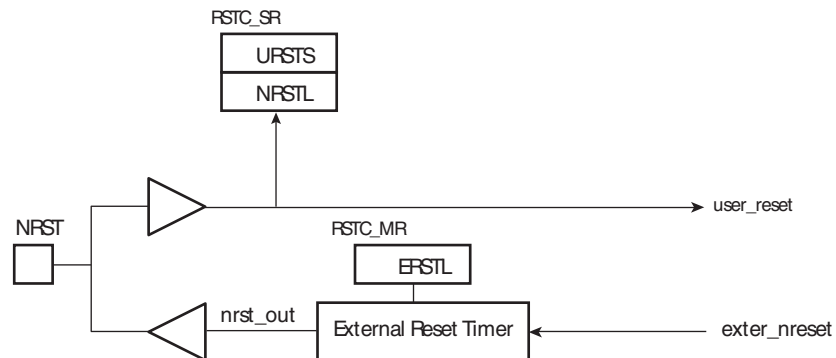 RSTC_SR
URSTS
NRSTL
user_reset
NRST
RSTC_MR
ERSTL
nrst_out
External Reset Timer
exter_nreset